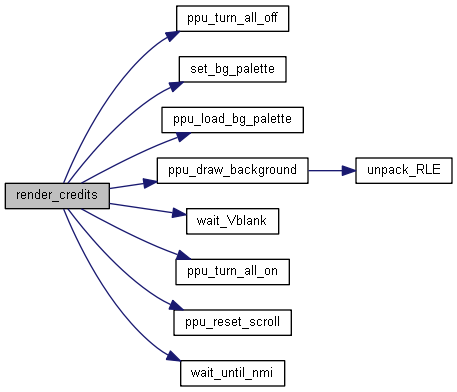 ppu_turn_all_off
set_bg_palette
ppu_load_bg_palette
ppu_draw_background
unpack_RLE
render_credits
wait_Vblank
ppu_turn_all_on
ppu_reset_scroll
wait_until_nmi